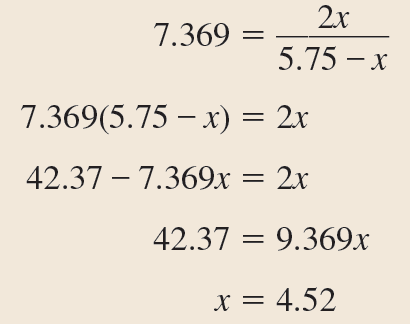 7.369 = 2x / (5.75 − x)
7.369(5.75 − x) = 2x
42.37 − 7.369x = 2x
42.37 = 9.369x
x = 4.52